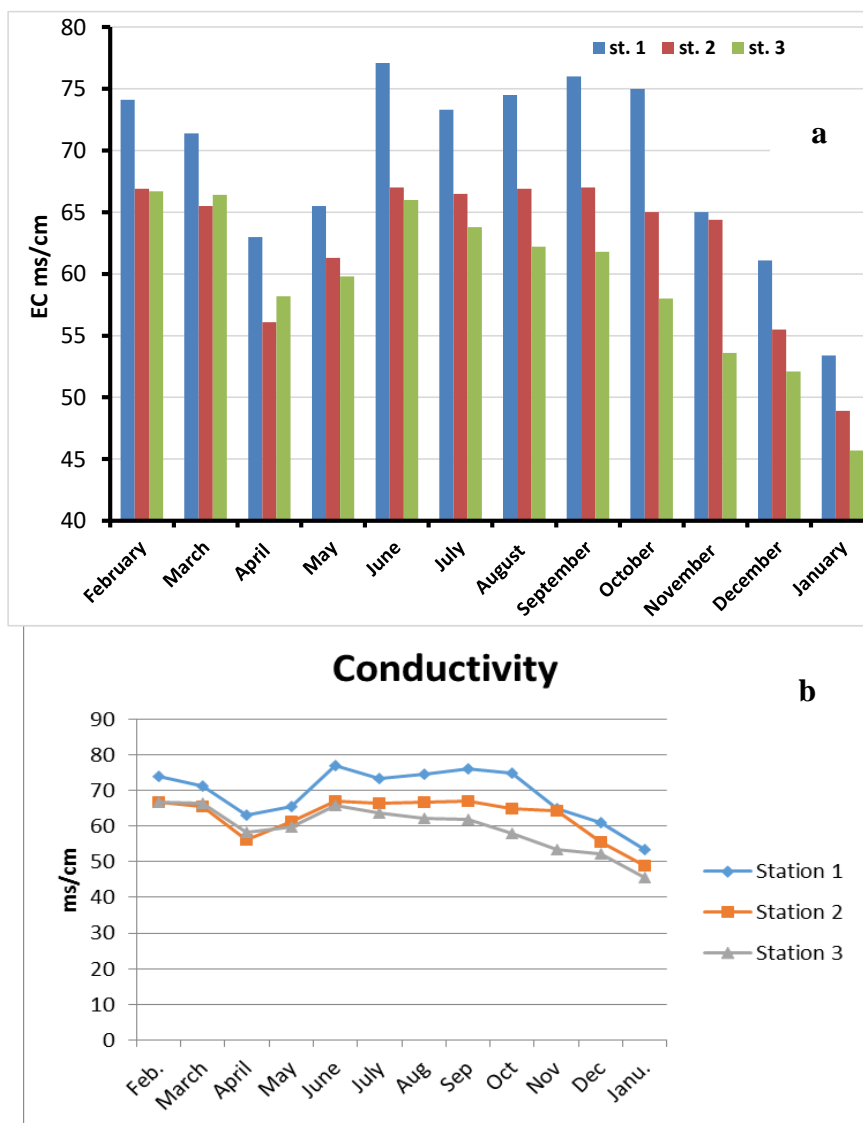 80
75
70
65
60
55
50
45
40
EC ms/cm
st. 1 st. 2 st. 3
a
February March April May June July August September October November December January
Conductivity
b
90
80
70
60
50
40
30
20
10
0
ms/cm
Station 1
Station 2
Station 3
Feb. March April May June July Aug Sep Oct Nov Dec Janu.